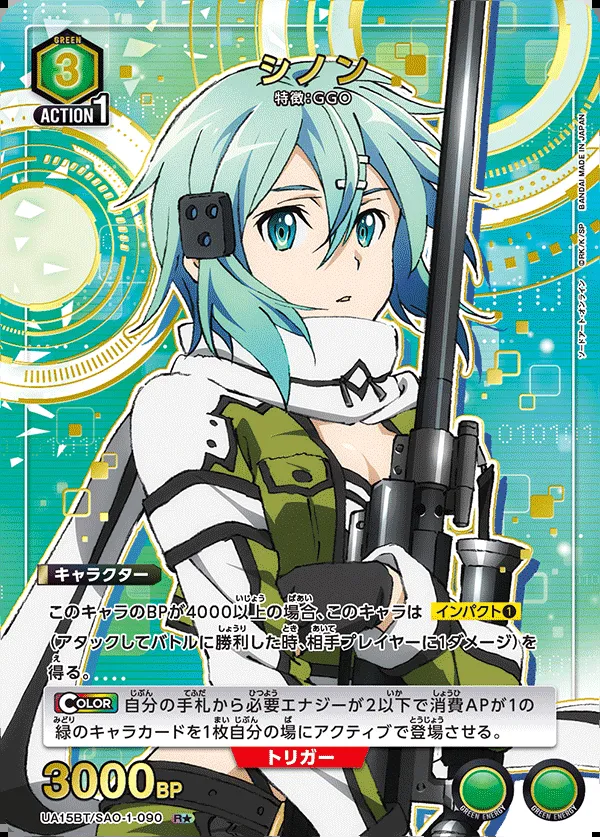 GREEN
3
ACTION 1
シノン
特徴:GGO
BANDAI MADE IN JAPAN
©RK/K/SP
ソードアート・オンライン
010101
キャラクター
このキャラのBPが4000以上の場合、このキャラは インパクト❶
(アタックしてバトルに勝利した時、相手プレイヤーに1ダメージ)を
得る。
COLOR 自分の手札から必要エナジーが2以下で消費APが1の
緑のキャラカードを1枚自分の場にアクティブで登場させる。
トリガー
3000BP
GREEN ENERGY
GREEN ENERGY
UA15BT/SAO-1-090 R★